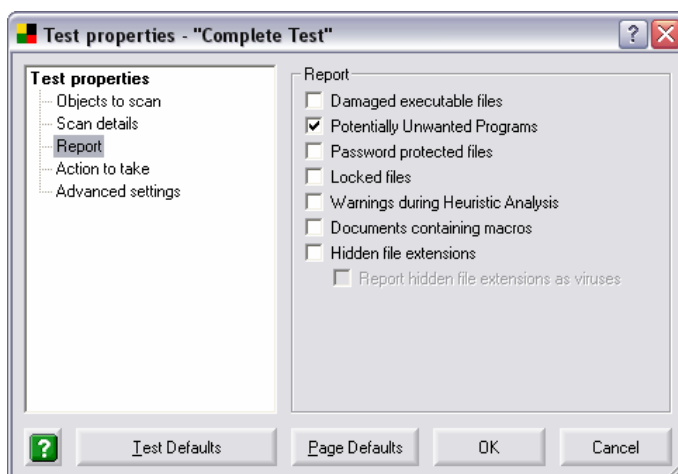 Test properties - "Complete Test"
?
Test properties
Objects to scan
Scan details
Report
Action to take
Advanced settings
Report
Damaged executable files
Potentially Unwanted Programs
Password protected files
Locked files
Warnings during Heuristic Analysis
Documents containing macros
Hidden file extensions
Report hidden file extensions as viruses
?
Test Defaults
Page Defaults
OK
Cancel